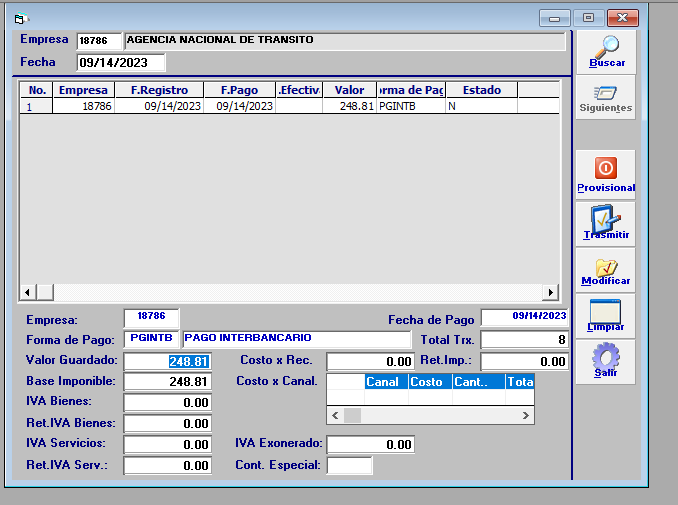 Empresa 18786 AGENCIA NACIONAL DE TRANSITO
Fecha 09/14/2023
Buscar
Siguientes
Provisional
Trasmitir
Modificar
Limpiar
Salir
No. Empresa F.Registro F.Pago .Efectiva Valor orma de Pag Estado
1 18786 09/14/2023 09/14/2023 248.81 PGINTB N
Empresa: 18786 Fecha de Pago 09/14/2023
Forma de Pago: PGINTB PAGO INTERBANCARIO Total Trx. 8
Valor Guardado: 248.81 Costo x Rec. 0.00 Ret.Imp.: 0.00
Base Imponible: 248.81 Costo x Canal. Canal Costo Cant.. Tota
IVA Bienes: 0.00
Ret.IVA Bienes: 0.00
IVA Servicios: 0.00 IVA Exonerado: 0.00
Ret.IVA Serv.: 0.00 Cont. Especial: